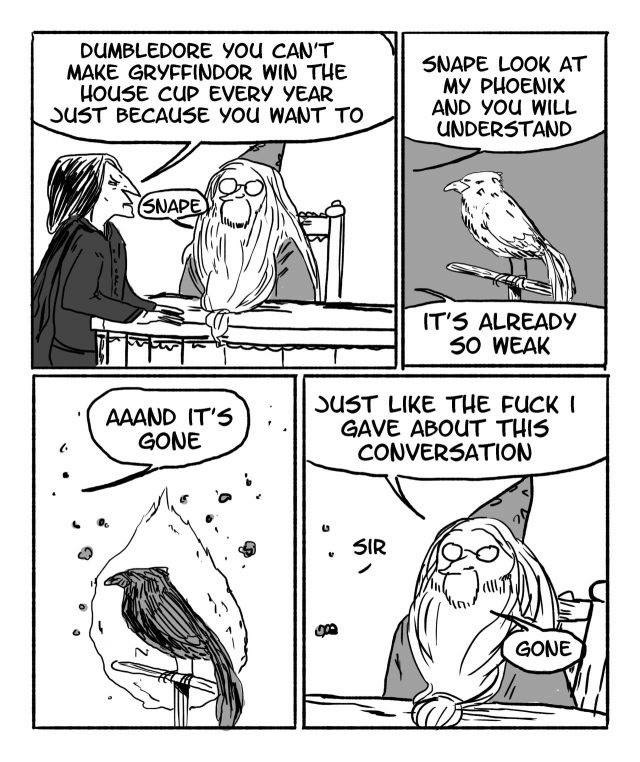 DUMBLEDORE YOU CAN'T
MAKE GRYFFINDOR WIN THE
HOUSE CUP EVERY YEAR
JUST BECAUSE YOU WANT TO
SNAPE
SNAPE LOOK AT
MY PHOENIX
AND YOU WILL
UNDERSTAND
IT'S ALREADY
SO WEAK
AAAND IT'S
GONE
JUST LIKE THE FUCK I
GAVE ABOUT THIS
CONVERSATION
SIR
GONE